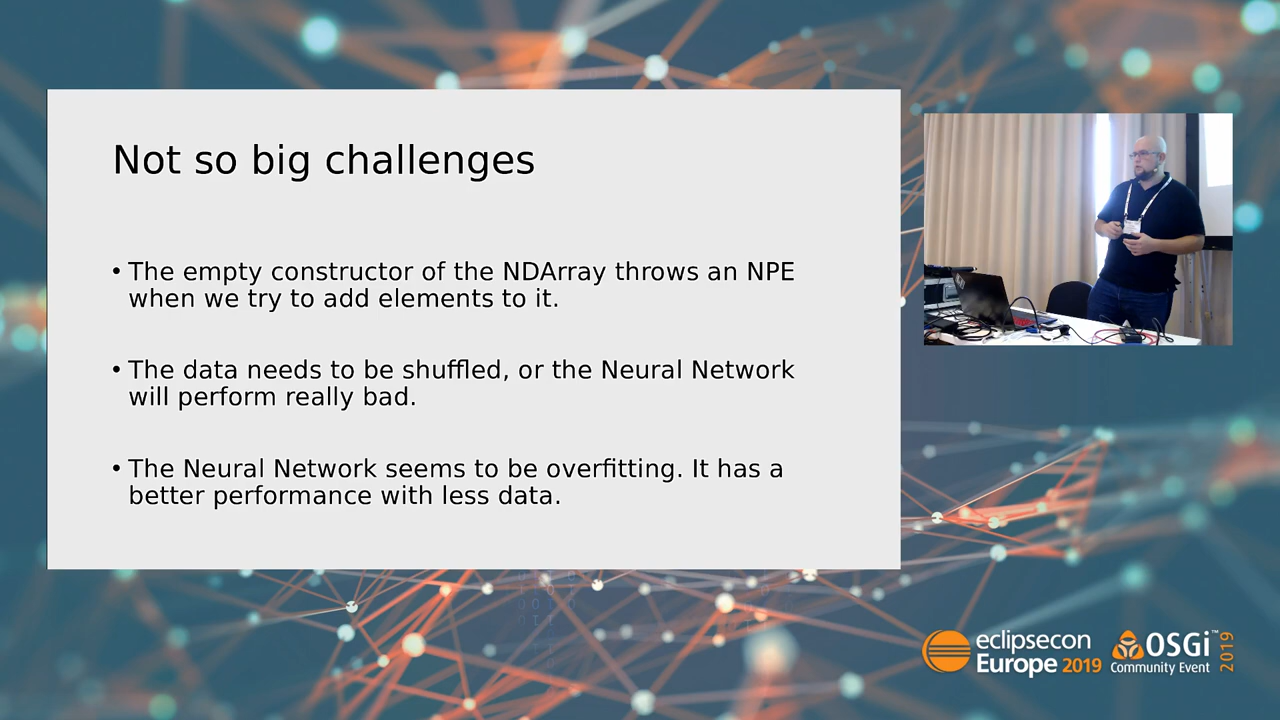 Not so big challenges
• The empty constructor of the NDArray throws an NPE
when we try to add elements to it.
• The data needs to be shuffled, or the Neural Network
will perform really bad.
• The Neural Network seems to be overfitting. It has a
better performance with less data.
eclipsecon
Europe 2019
OSGi™
Community Event
2019